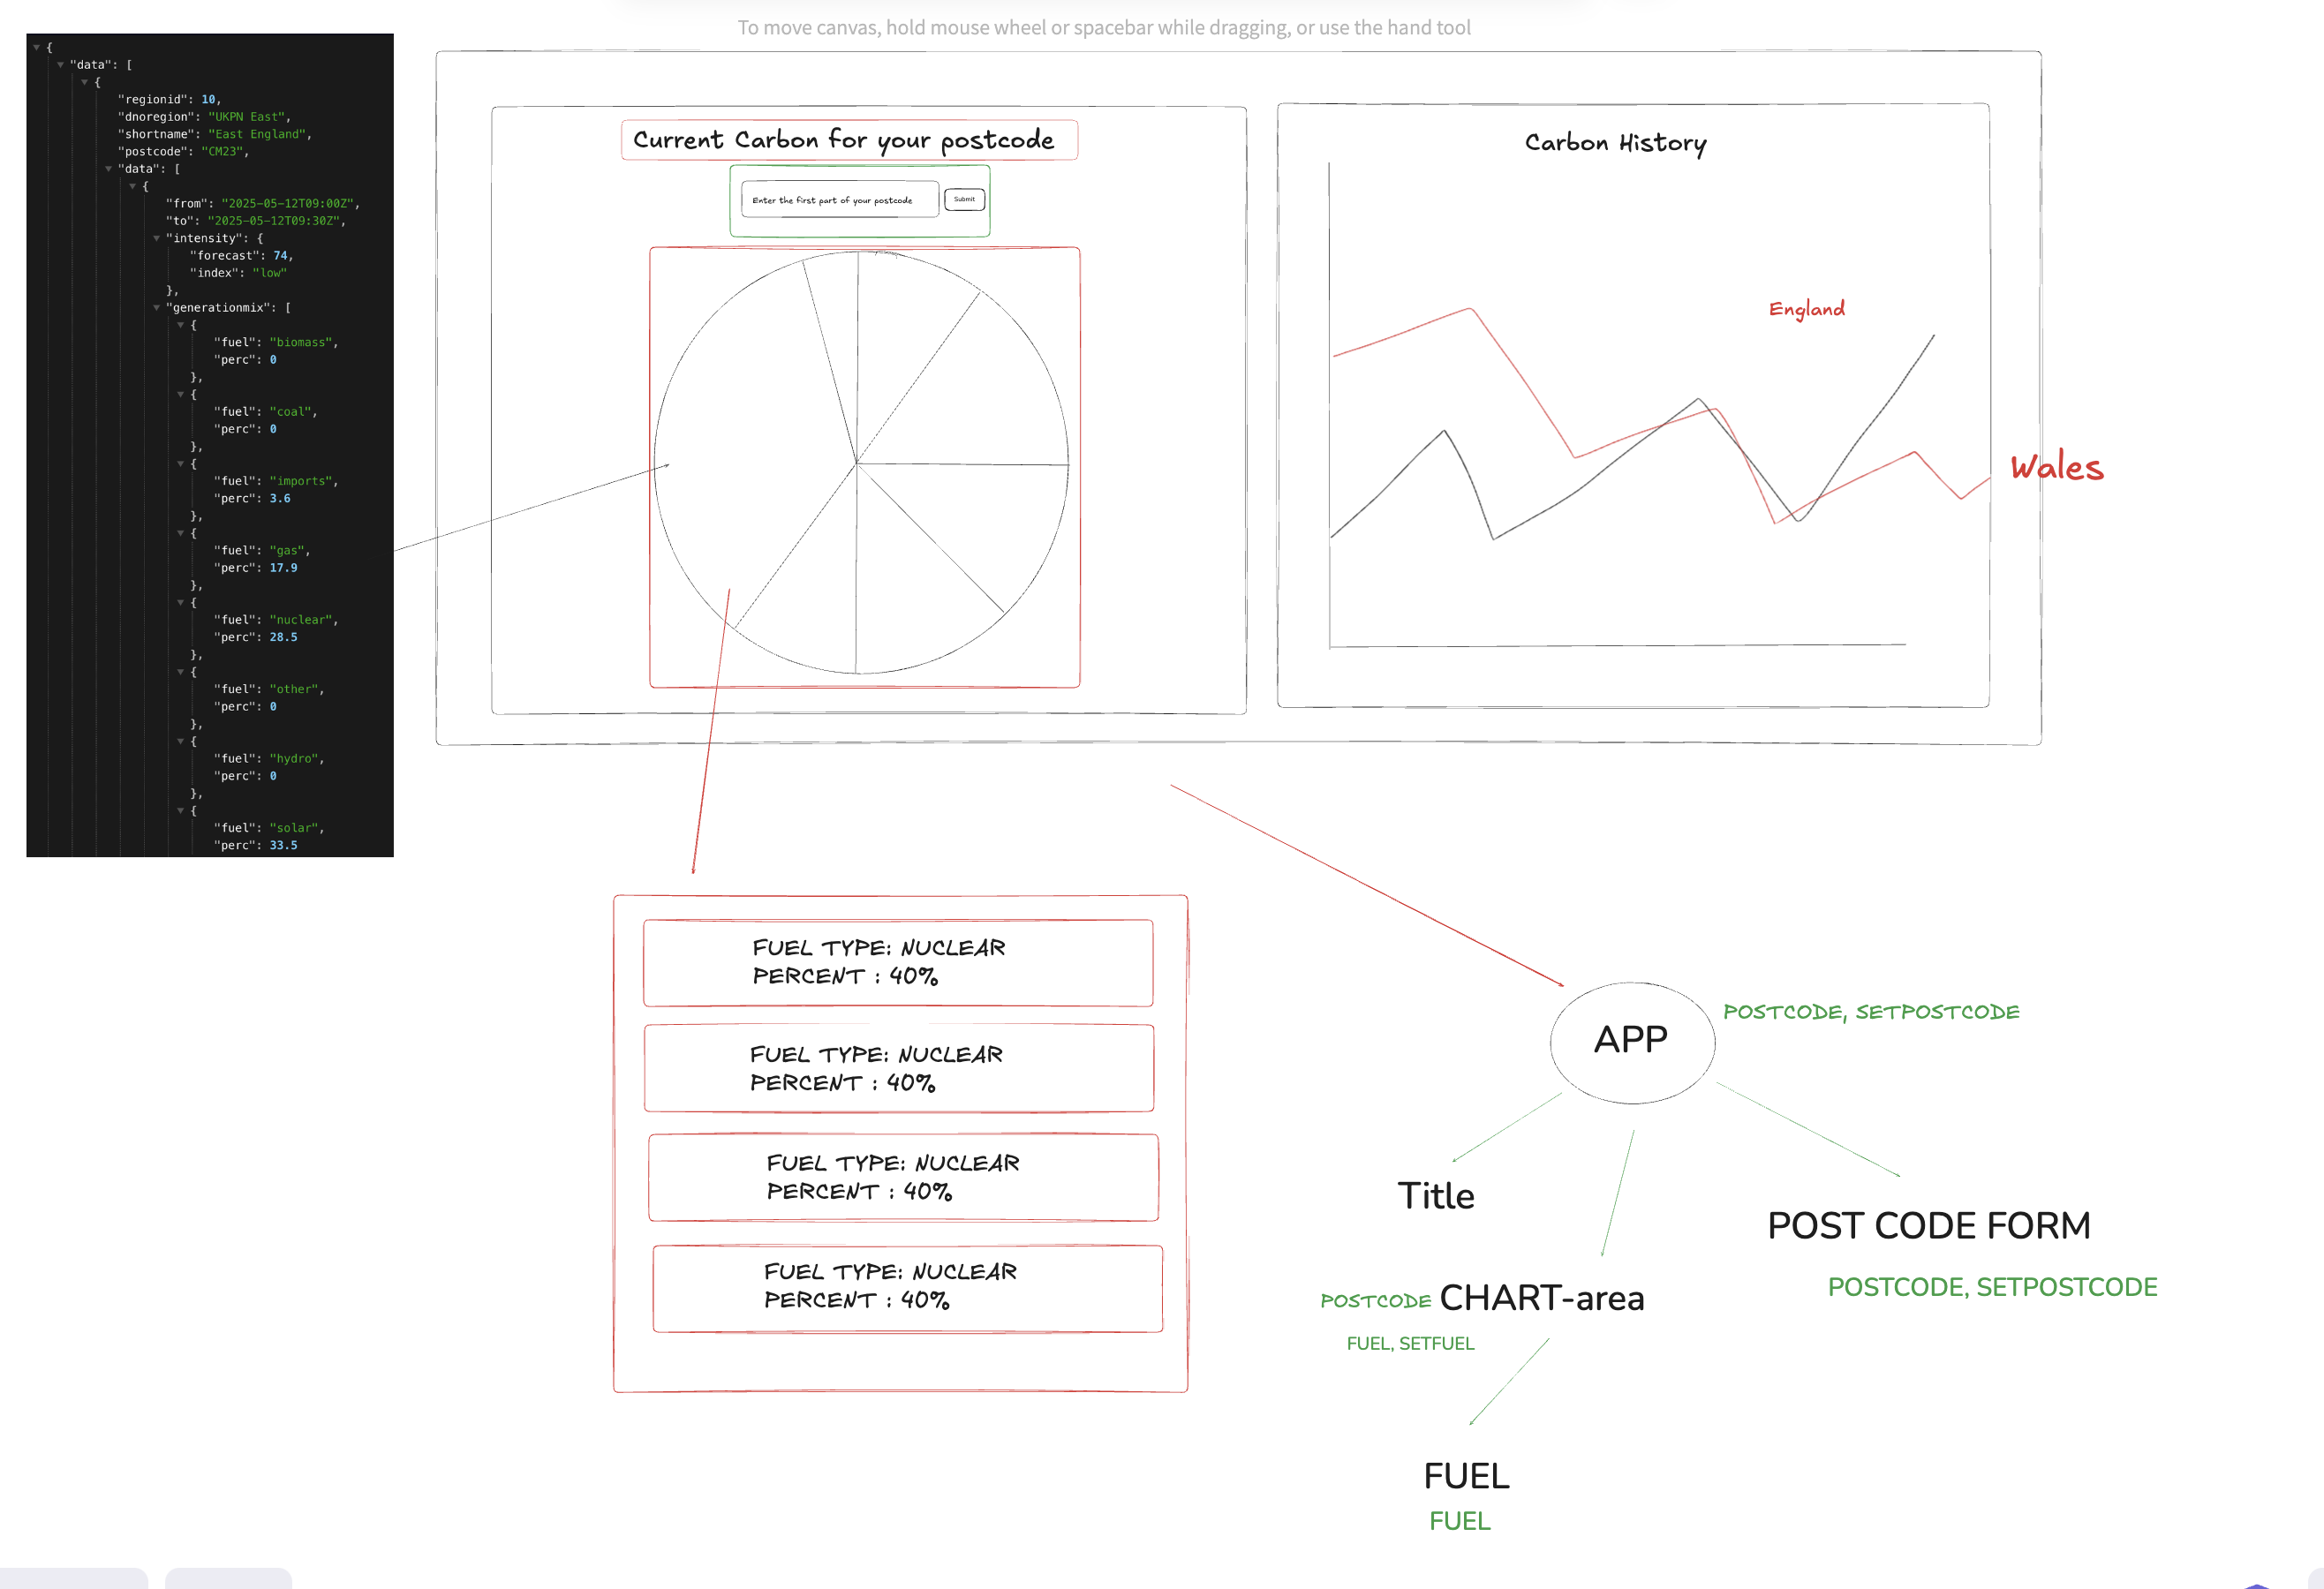 To move canvas, hold mouse wheel or spacebar while dragging, or use the hand tool
{
"data": [
{
"regionid": 10,
"dnoregion": "UKPN East",
"shortname": "East England",
"postcode": "CM23",
"data": [
{
"from": "2025-05-12T09:00Z",
"to": "2025-05-12T09:30Z",
"intensity": {
"forecast": 74,
"index": "low"
},
"generationmix": [
{
"fuel": "biomass",
"perc": 0
},
{
"fuel": "coal",
"perc": 0
},
{
"fuel": "imports",
"perc": 3.6
},
{
"fuel": "gas",
"perc": 17.9
},
{
"fuel": "nuclear",
"perc": 28.5
},
{
"fuel": "other",
"perc": 0
},
{
"fuel": "hydro",
"perc": 0
},
{
"fuel": "solar",
"perc": 33.5
Current Carbon for your postcode
Enter the first part of your postcode
Submit
Carbon History
England
Wales
FUEL TYPE: NUCLEAR
PERCENT : 40%
FUEL TYPE: NUCLEAR
PERCENT : 40%
FUEL TYPE: NUCLEAR
PERCENT : 40%
FUEL TYPE: NUCLEAR
PERCENT : 40%
APP
POSTCODE, SETPOSTCODE
Title
POST CODE FORM
POSTCODE, SETPOSTCODE
POSTCODE CHART-area
FUEL, SETFUEL
FUEL
FUEL